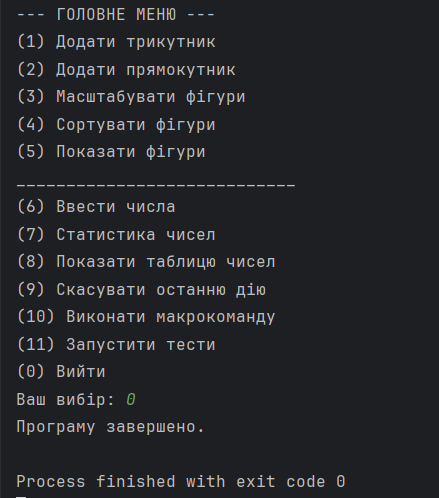 --- ГОЛОВНЕ МЕНЮ ---
(1) Додати трикутник
(2) Додати прямокутник
(3) Масштабувати фігури
(4) Сортувати фігури
(5) Показати фігури
____________________________
(6) Ввести числа
(7) Статистика чисел
(8) Показати таблицю чисел
(9) Скасувати останню дію
(10) Виконати макрокоманду
(11) Запустити тести
(0) Вийти
Ваш вибір: 0
Програму завершено.
Process finished with exit code 0